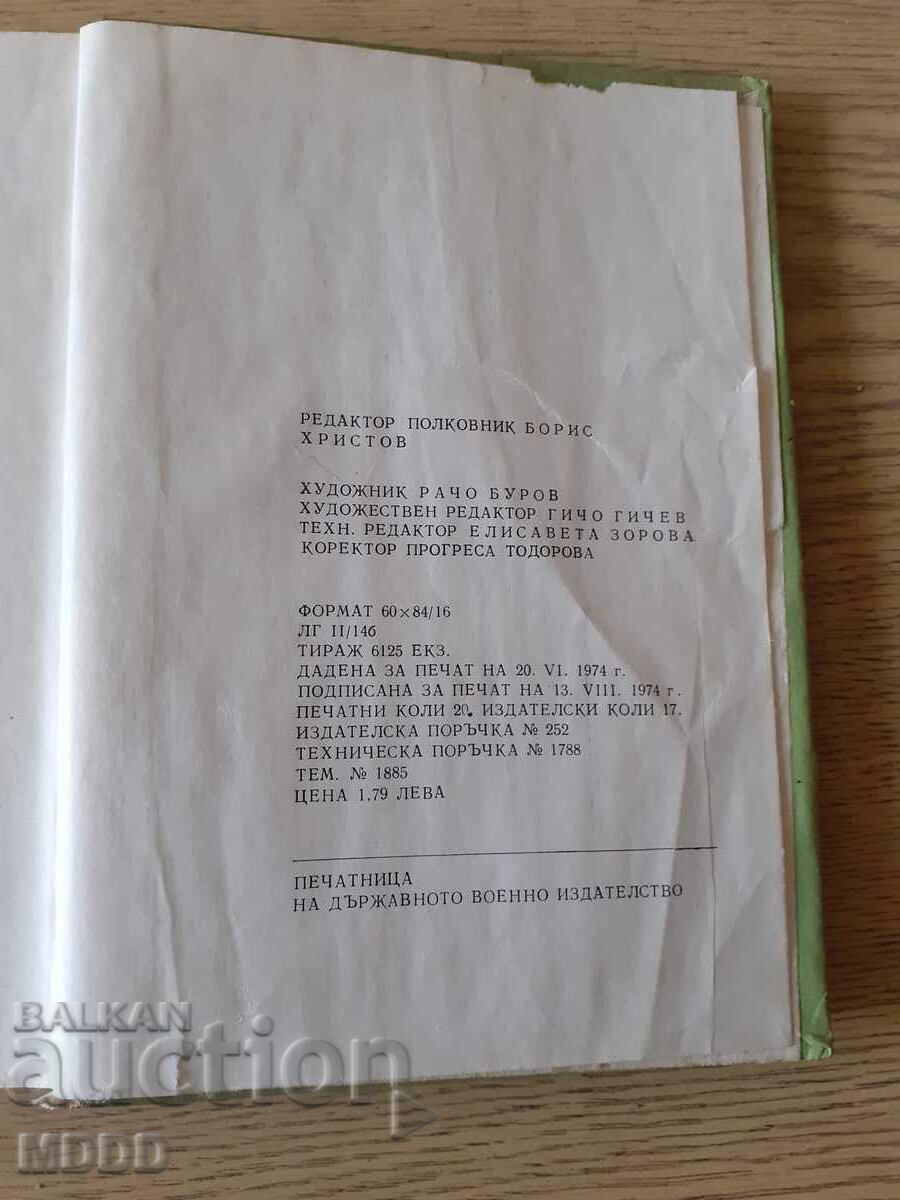 РЕДАКТОР ПОЛКОВНИК БОРИС
ХРИСТОВ
ХУДОЖНИК РАЧО БУРОВ
ХУДОЖЕСТВЕН РЕДАКТОР ГИЧО ГИЧЕВ
ТЕХН. РЕДАКТОР ЕЛИСАВЕТА ЗОРОВА
КОРЕКТОР ПРОГРЕСА ТОДОРОВА
ФОРМАТ 60×84/16
ЛГ II/14б
ТИРАЖ 6125 ЕКЗ.
ДАДЕНА ЗА ПЕЧАТ НА 20. VI. 1974 г.
ПОДПИСАНА ЗА ПЕЧАТ НА 13. VIII. 1974 г.
ПЕЧАТНИ КОЛИ 20. ИЗДАТЕЛСКИ КОЛИ 17.
ИЗДАТЕЛСКА ПОРЪЧКА № 252
ТЕХНИЧЕСКА ПОРЪЧКА № 1788
ТЕМ. № 1885
ЦЕНА 1,79 ЛЕВА
ПЕЧАТНИЦА
НА ДЪРЖАВНОТО ВОЕННО ИЗДАТЕЛСТВО
BALKAN
auction
MDDD